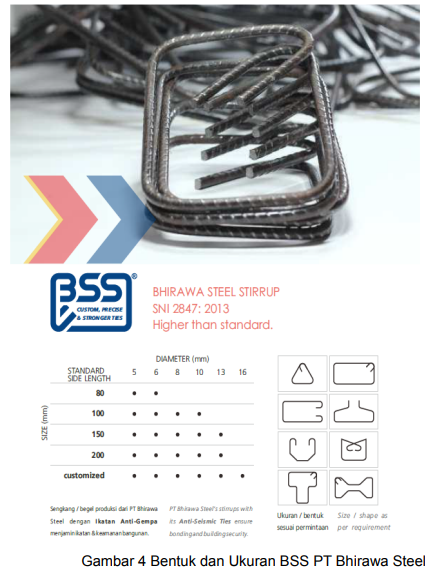 BSS®
CUSTOM, PRECISE
& STRONGER TIES
BHIRAWA STEEL STIRRUP
SNI 2847: 2013
Higher than standard.
DIAMETER (mm)
STANDARD
SIDE LENGTH
5 6 8 10 13 16
SIZE (mm)
80 • •
100 • • • •
150 • • • • •
200 • • • • •
customized • • • • • •
Sengkang / begel produksi dari PT Bhirawa
Steel dengan Ikatan Anti-Gempa
menjamin ikatan & keamanan bangunan.
PT Bhirawa Steel's stirrups with
its Anti-Seismic Ties ensure
bonding and building security.
Ukuran / bentuk
sesuai permintaan
Size / shape as
per requirement
Gambar 4 Bentuk dan Ukuran BSS PT Bhirawa Steel